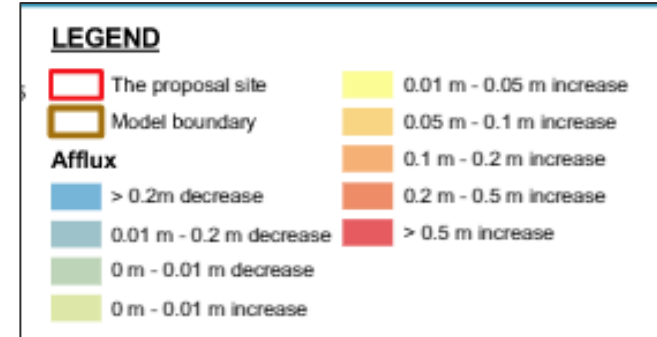 LEGEND
The proposal site
Model boundary
Afflux
> 0.2m decrease
0.01 m - 0.2 m decrease
0 m - 0.01 m decrease
0 m - 0.01 m increase
0.01 m - 0.05 m increase
0.05 m - 0.1 m increase
0.1 m - 0.2 m increase
0.2 m - 0.5 m increase
> 0.5 m increase